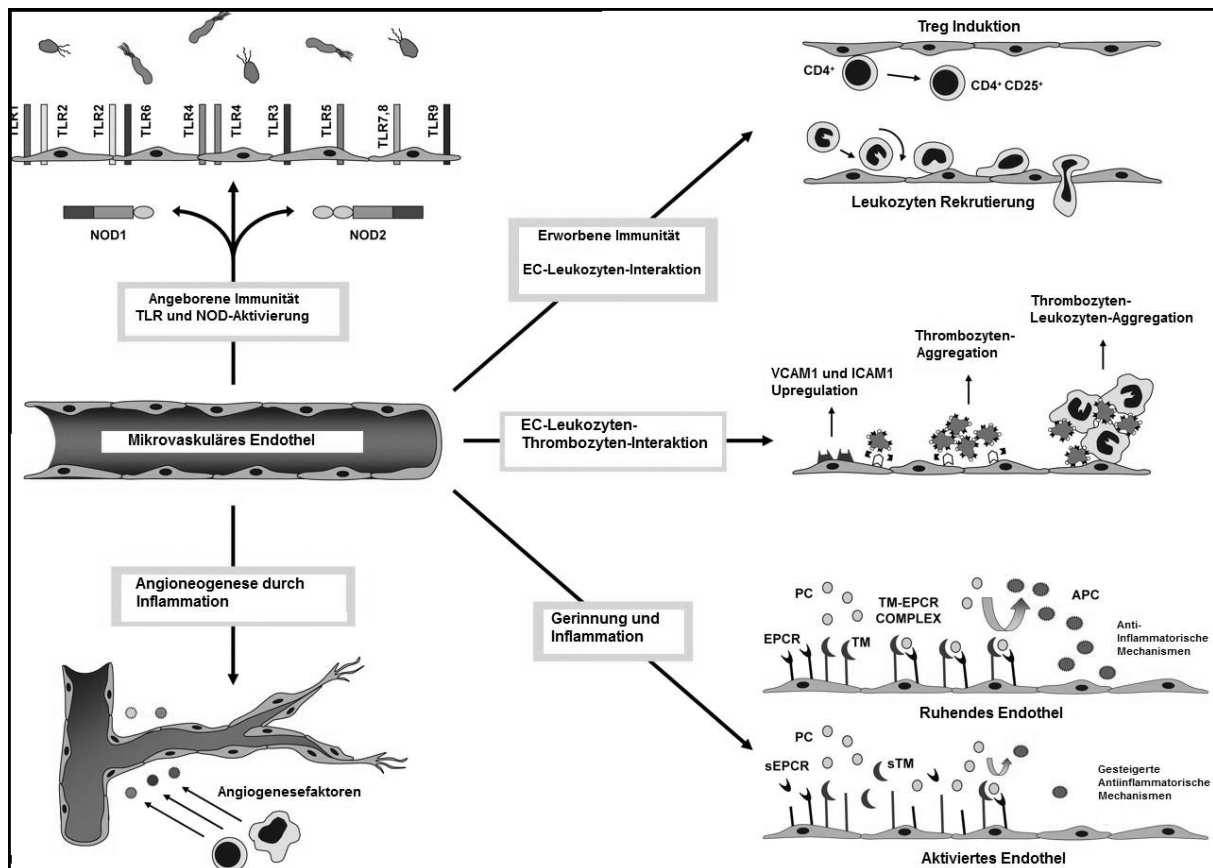 TLR1
TLR2
TLR2
TLR6
TLR4
TLR4
TLR3
TLR5
TLR7,8
TLR9
NOD1
NOD2
Angeborene Immunität
TLR und NOD-Aktivierung
Mikrovaskuläres Endothel
Angioneogenese durch
Inflammation
Angiogenesefaktoren
Erworbene Immunität
EC-Leukozyten-Interaktion
EC-Leukozyten-
Thrombozyten-Interaktion
Gerinnung und
Inflammation
Treg Induktion
CD4⁺
CD4⁺ CD25⁺
Leukozyten Rekrutierung
VCAM1 und ICAM1
Upregulation
Thrombozyten-
Aggregation
Thrombozyten-
Leukozyten-Aggregation
PC
TM-EPCR
COMPLEX
APC
EPCR
TM
Anti-
Inflammatorische
Mechanismen
Ruhendes Endothel
PC
sEPCR
sTM
Gesteigerte
Antiinflammatorische
Mechanismen
Aktiviertes Endothel